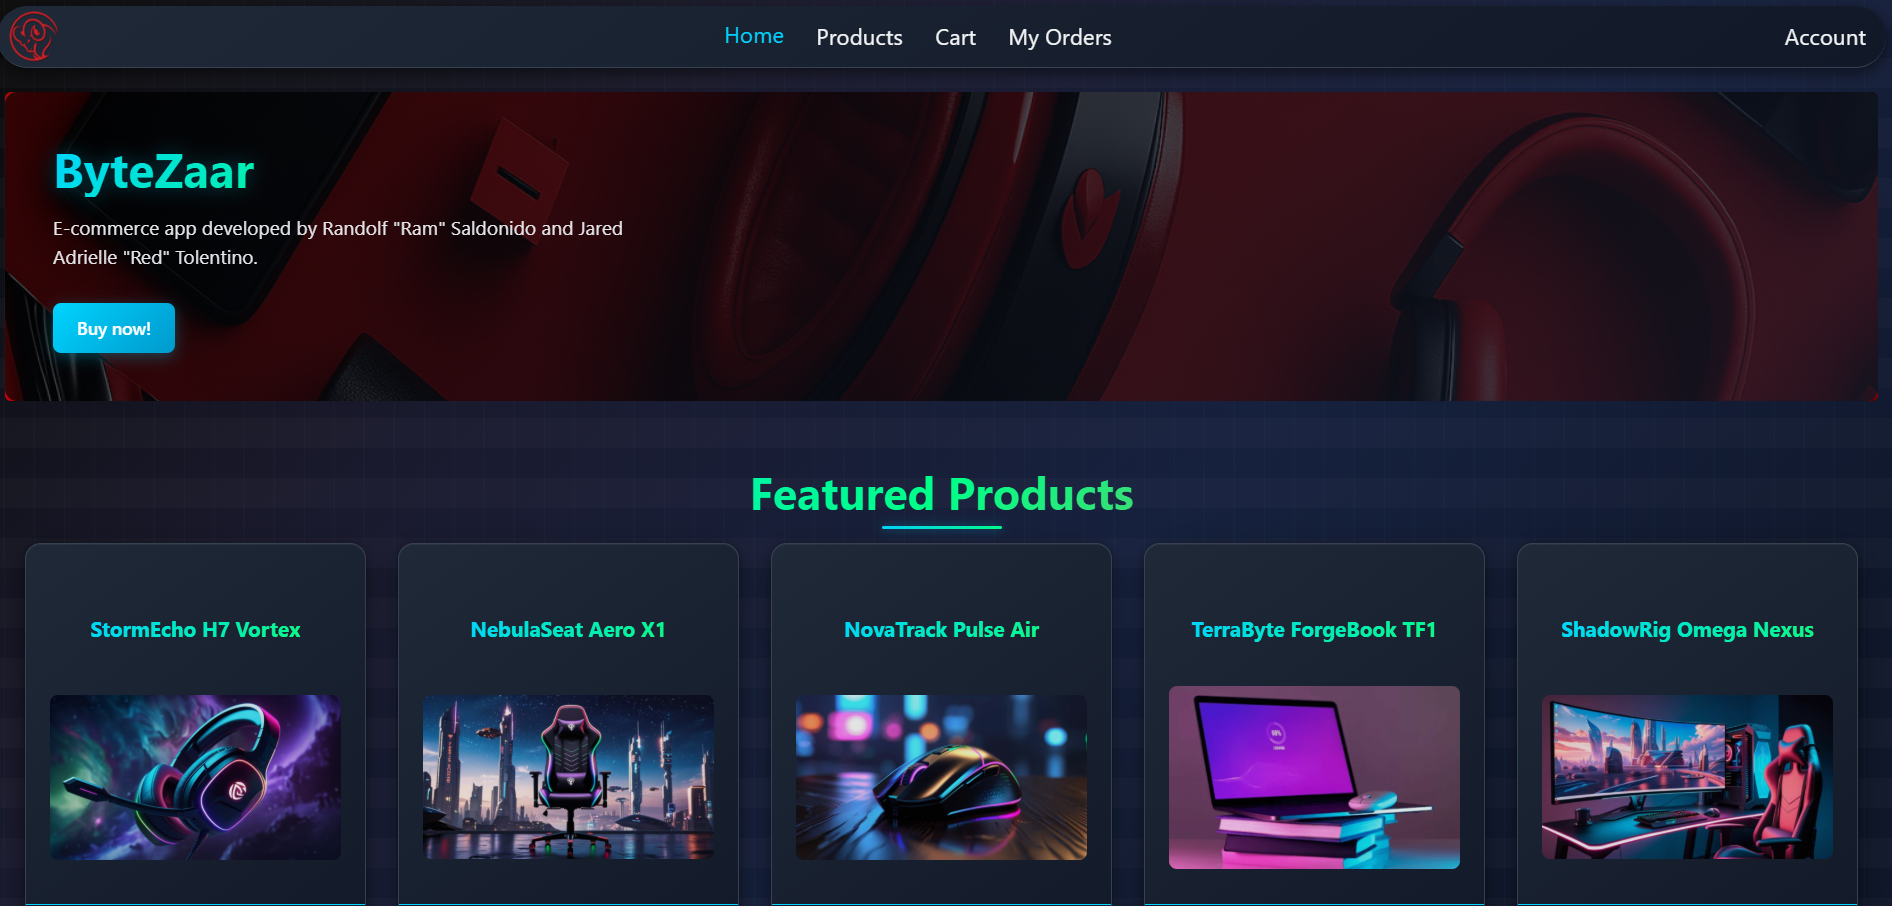 Home Products Cart My Orders Account
ByteZaar
E-commerce app developed by Randolf "Ram" Saldonido and Jared
Adrielle "Red" Tolentino.
Buy now!
Featured Products
StormEcho H7 Vortex
NebulaSeat Aero X1
NovaTrack Pulse Air
TerraByte ForgeBook TF1
ShadowRig Omega Nexus